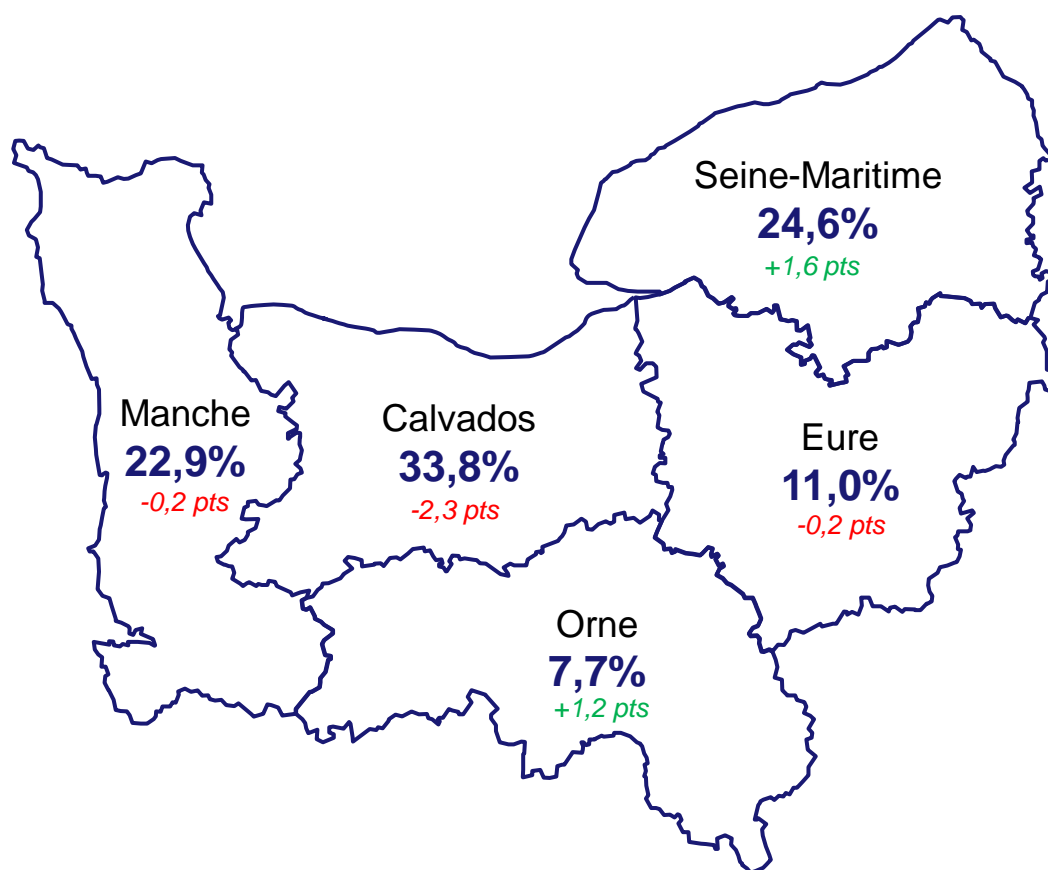 Seine-Maritime
24,6%
+1,6 pts
Manche
22,9%
-0,2 pts
Calvados
33,8%
-2,3 pts
Eure
11,0%
-0,2 pts
Orne
7,7%
+1,2 pts